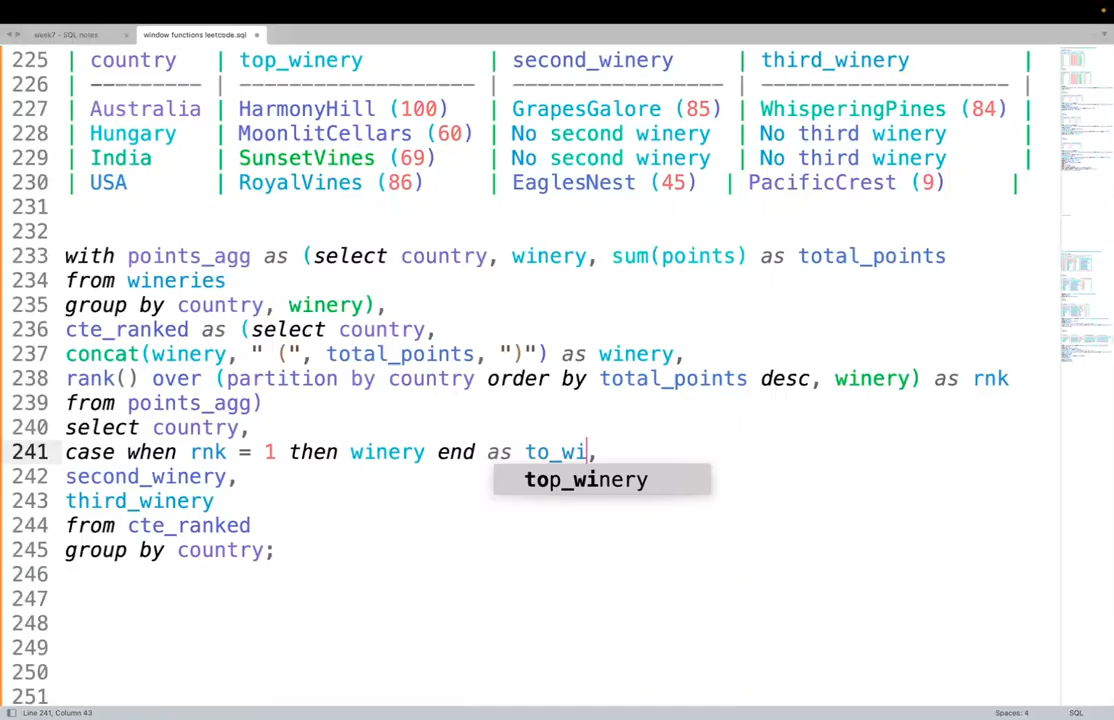 week7 - SQL notes
window functions leetcode.sql
225 | country | top_winery | second_winery | third_winery |
226 | --------- | ------------------- | ----------------- | ------------------ |
227 | Australia | HarmonyHill (100) | GrapesGalore (85) | WhisperingPines (84) |
228 | Hungary | MoonlitCellars (60) | No second winery | No third winery |
229 | India | SunsetVines (69) | No second winery | No third winery |
230 | USA | RoyalVines (86) | EaglesNest (45) | PacificCrest (9) |
231
232
233 with points_agg as (select country, winery, sum(points) as total_points
234 from wineries
235 group by country, winery),
236 cte_ranked as (select country,
237 concat(winery, " (", total_points, ")") as winery,
238 rank() over (partition by country order by total_points desc, winery) as rnk
239 from points_agg)
240 select country,
241 case when rnk = 1 then winery end as to_wi,
top_winery
242 second_winery,
243 third_winery
244 from cte_ranked
245 group by country;
246
247
248
249
250
251
Line 241, Column 43
Spaces: 4
SQL